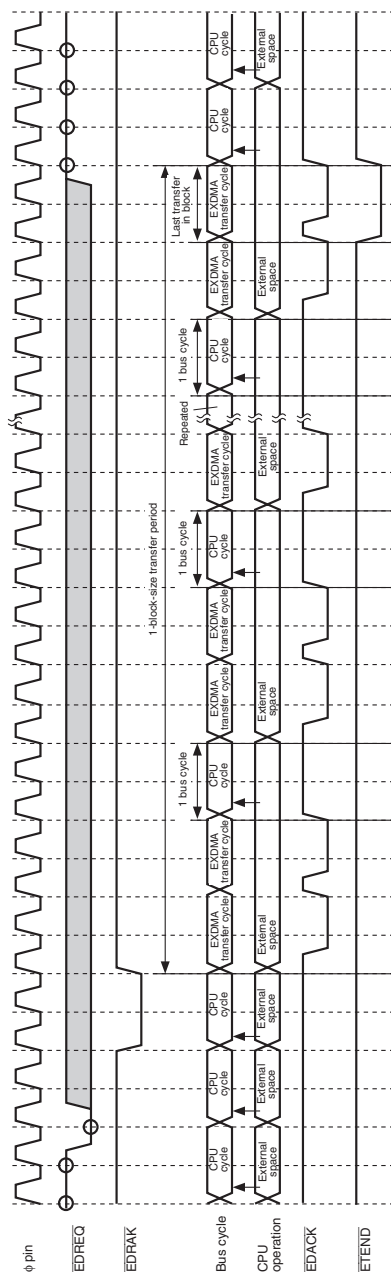 φ pin
EDREQ
EDRAK
1-block-size transfer period
Last transfer
in block
1 bus cycle
1 bus cycle
Repeated
1 bus cycle
Bus cycle
CPU
cycle
CPU
cycle
CPU
cycle
EXDMA
transfer cycle
EXDMA
transfer cycle
CPU
cycle
EXDMA
transfer cycle
EXDMA
transfer cycle
CPU
cycle
EXDMA
transfer cycle
CPU
cycle
EXDMA
transfer cycle
EXDMA
transfer cycle
CPU
cycle
CPU
cycle
CPU
operation
External
space
External
space
External
space
External
space
External
space
External
space
External
space
External
space
EDACK
ETEND